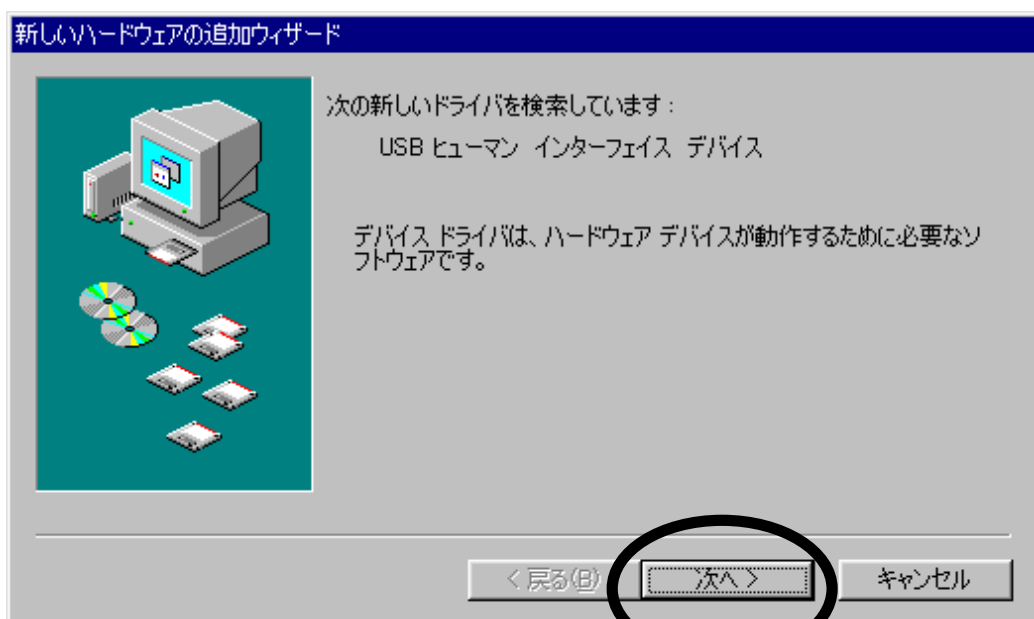 新しいハードウェアの追加ウィザード
次の新しいドライバを検索しています:
USB ヒューマン インターフェイス デバイス
デバイス ドライバは、ハードウェア デバイスが動作するために必要なソ
フトウェアです。
< 戻る(B)
次へ >
キャンセル